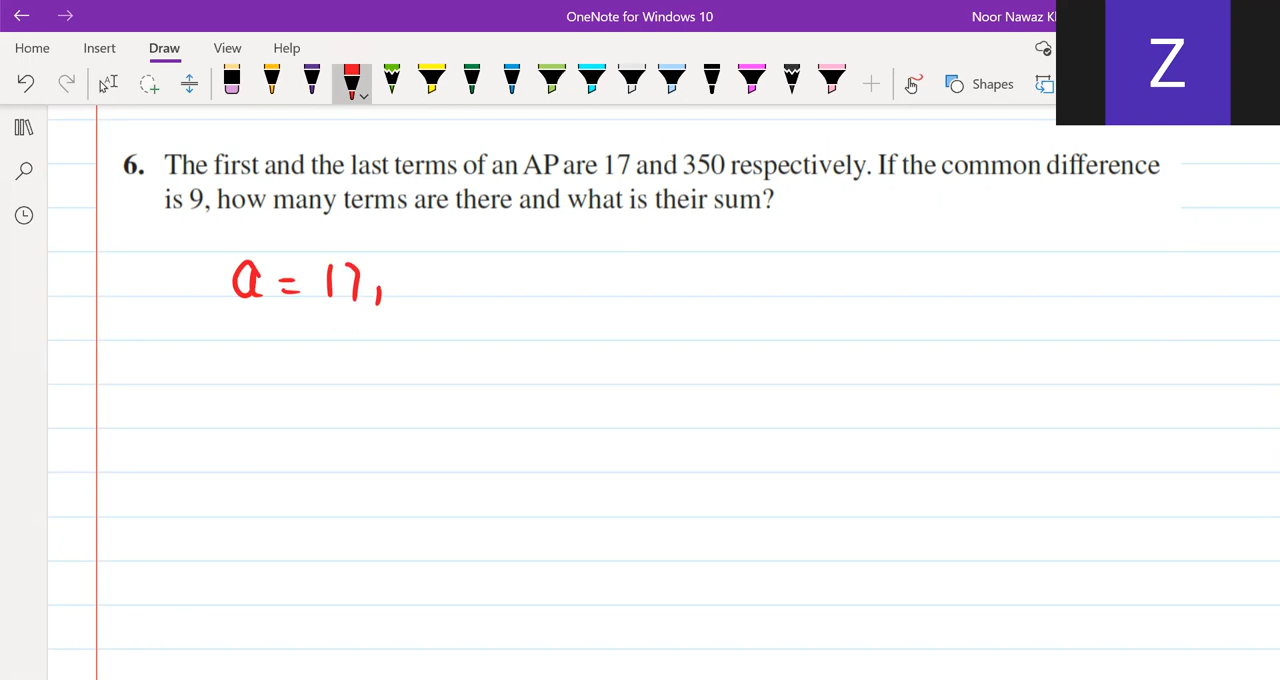 OneNote for Windows 10
Noor Nawaz Kl
Home Insert Draw View Help
Shapes
Z
6. The first and the last terms of an AP are 17 and 350 respectively. If the common difference
is 9, how many terms are there and what is their sum?
a = 17,